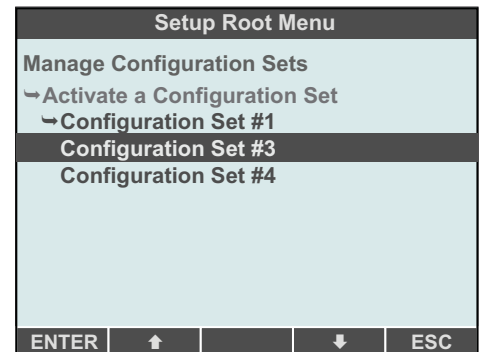 Setup Root Menu
Manage Configuration Sets
➥Activate a Configuration Set
➥Configuration Set #1
Configuration Set #3
Configuration Set #4
ENTER ⬆ ⬇ ESC